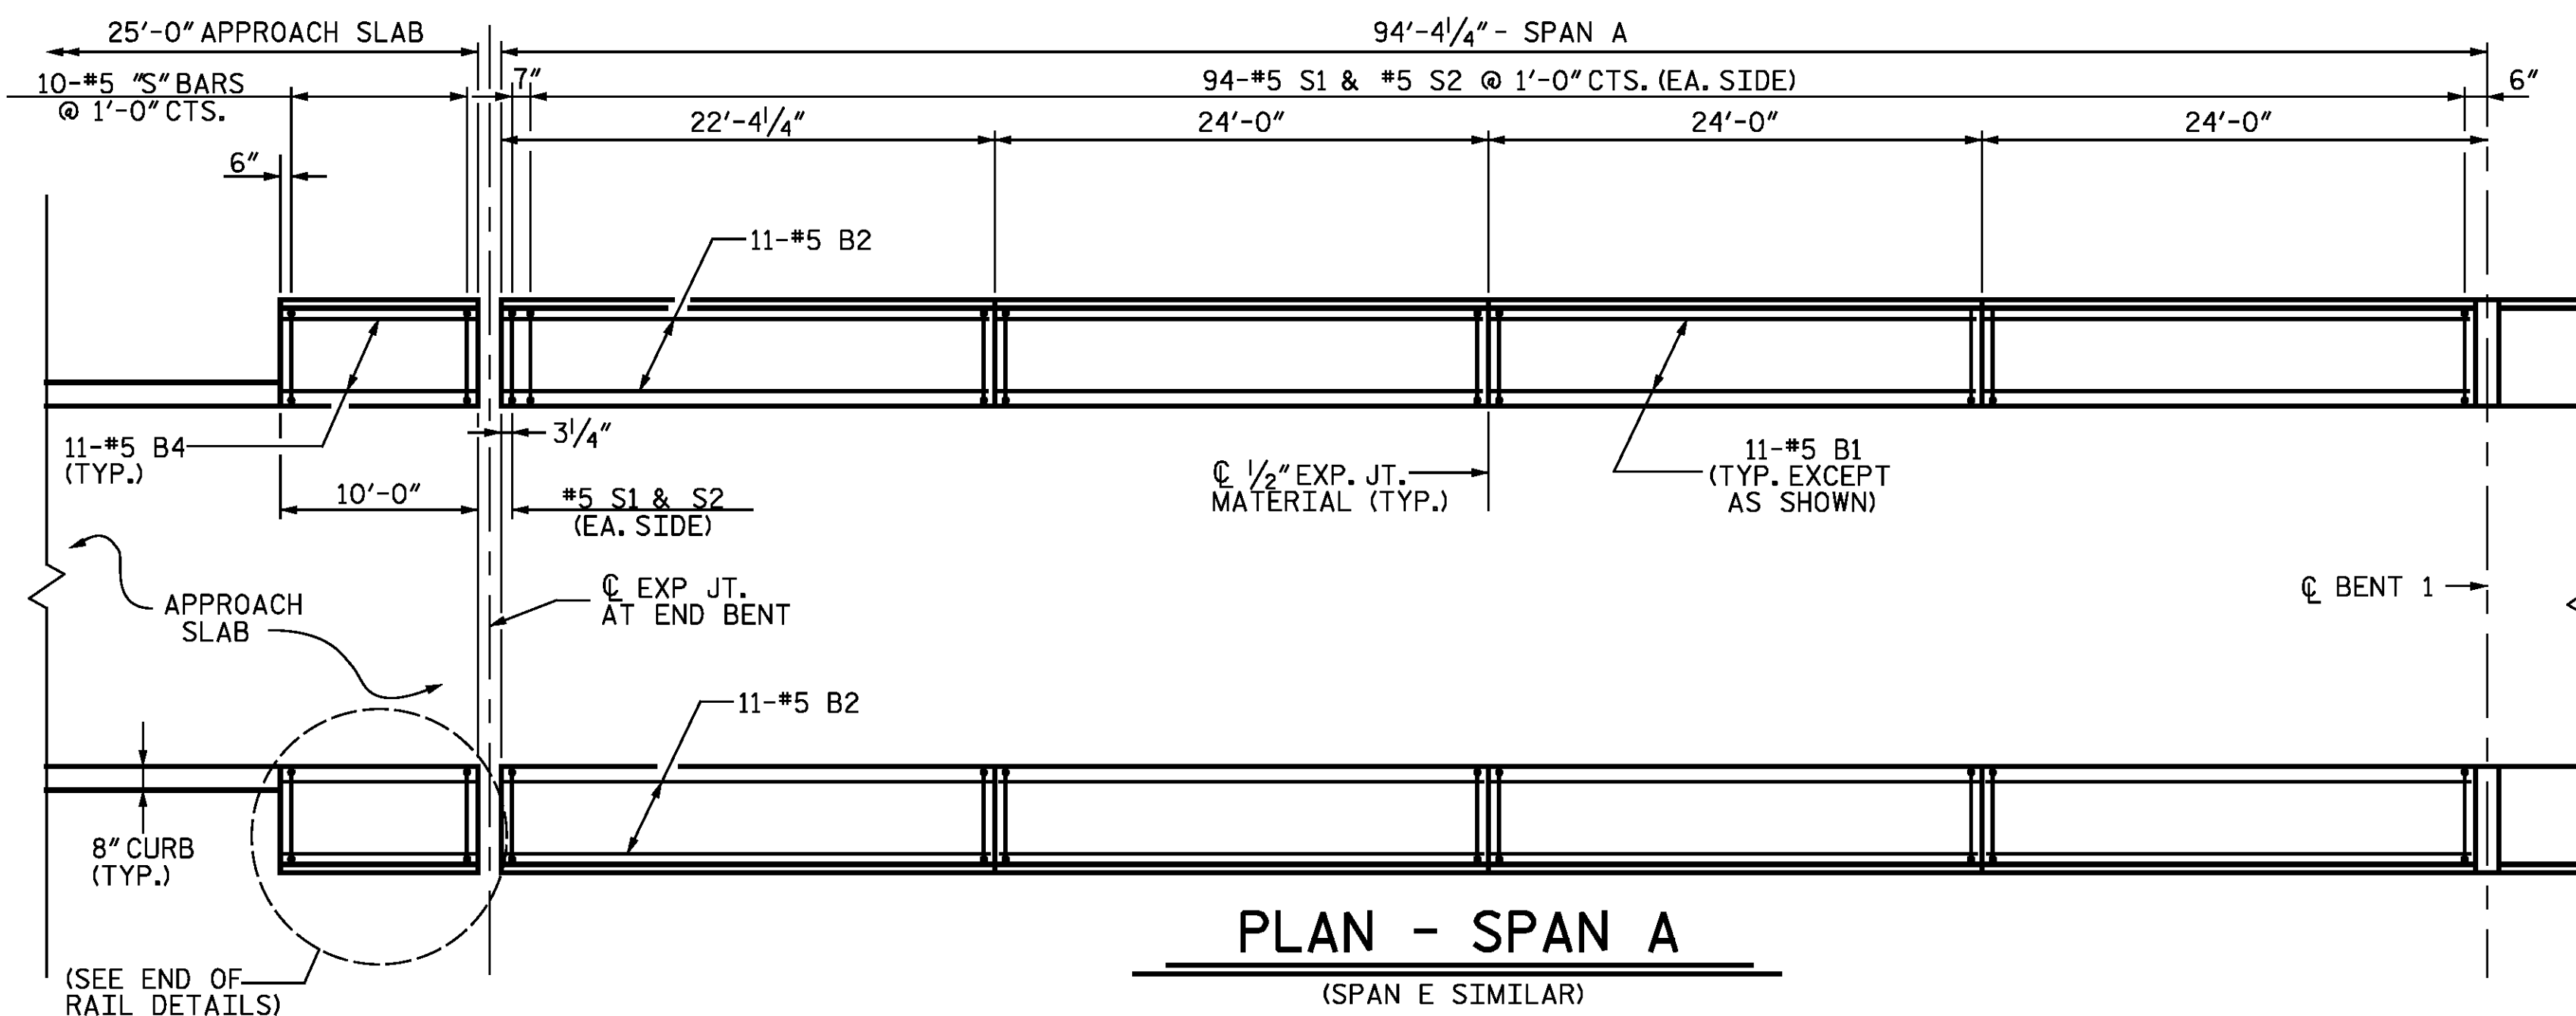 25'-0" APPROACH SLAB
94'-4 1/4" - SPAN A
10-#5 "S" BARS
@ 1'-0" CTS.
7"
94-#5 S1 & #5 S2 @ 1'-0" CTS. (EA. SIDE)
6"
22'-4 1/4"
24'-0"
24'-0"
24'-0"
6"
11-#5 B2
11-#5 B4
(TYP.)
3 1/4"
10'-0"
#5 S1 & S2
(EA. SIDE)
℄ 1/2" EXP. JT.
MATERIAL (TYP.)
11-#5 B1
(TYP. EXCEPT
AS SHOWN)
APPROACH
SLAB
℄ EXP JT.
AT END BENT
℄ BENT 1
11-#5 B2
8" CURB
(TYP.)
(SEE END OF
RAIL DETAILS)
PLAN - SPAN A
(SPAN E SIMILAR)